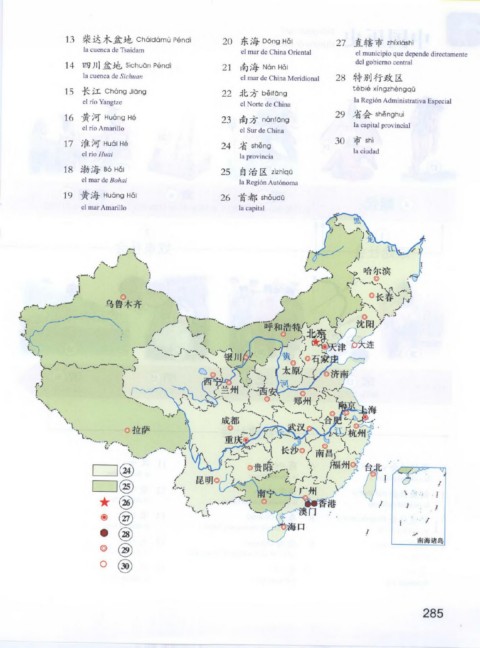 13 柴达木盆地 Cháidámù Péndì
la cuenca de Tsaidam
14 四川盆地 Sìchuān Péndì
la cuenca de Sichuan
15 长江 Cháng Jiāng
el río Yangtze
16 黄河 Huáng Hé
el río Amarillo
17 淮河 Huái Hé
el río Huai
18 渤海 Bó Hǎi
el mar de Bohai
19 黄海 Huáng Hǎi
el mar Amarillo
20 东海 Dōng Hǎi
el mar de China Oriental
21 南海 Nán Hǎi
el mar de China Meridional
22 北方 běifāng
el Norte de China
23 南方 nánfāng
el Sur de China
24 省 shěng
la provincia
25 自治区 zìzhìqū
la Región Autónoma
26 首都 shǒudū
la capital
27 直辖市 zhíxiáshì
el municipio que depende directamente
del gobierno central
28 特别行政区
tèbié xíngzhèngqū
la Región Administrativa Especial
29 省会 shěnghuì
la capital provincial
30 市 shì
la ciudad
黑
龙
江
哈尔滨
长春
乌鲁木齐
沈阳
呼和浩特
北京
天津
大连
银川
黄
河
石家庄
太原
济南
西宁
兰州
西安
郑州
南京
上海
合肥
成都
武汉
杭州
重庆
拉萨
长沙
南昌
贵阳
福州
台北
昆明
南宁
广州
香港
澳门
海口
南海诸岛
24
25
26
27
28
29
30
285